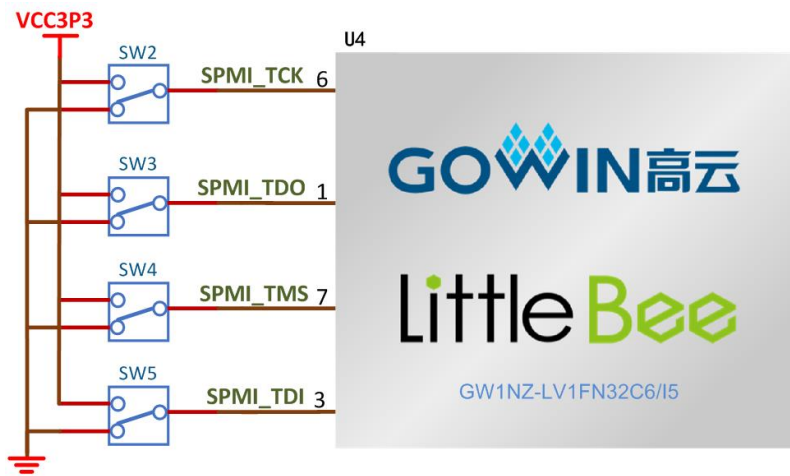 VCC3P3
U4
SW2
SPMI_TCK 6
SW3
SPMI_TDO 1
GOWIN高云
SW4
SPMI_TMS 7
LittleBee
SW5
SPMI_TDI 3
GW1NZ-LV1FN32C6/I5